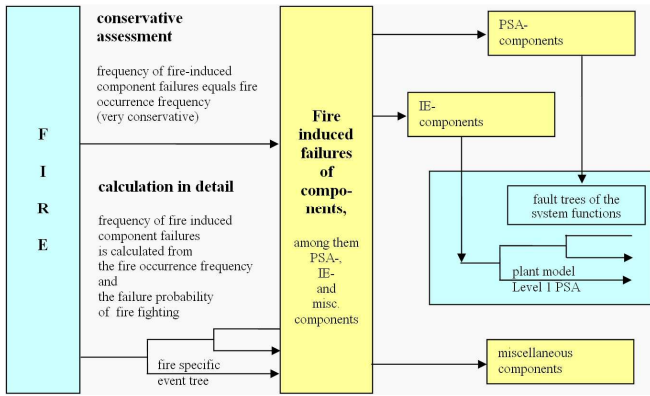 F
I
R
E
conservative
assessment
frequency of fire-induced
component failures equals fire
occurrence frequency
(very conservative)
calculation in detail
frequency of fire induced
component failures
is calculated from
the fire occurrence frequency
and
the failure probability
of fire fighting
fire specific
event tree
Fire
induced
failures
of
compo-
nents,
among them
PSA-,
IE-
and
misc.
components
PSA-
components
IE-
components
fault trees of the
system functions
plant model
Level 1 PSA
miscellaneous
components